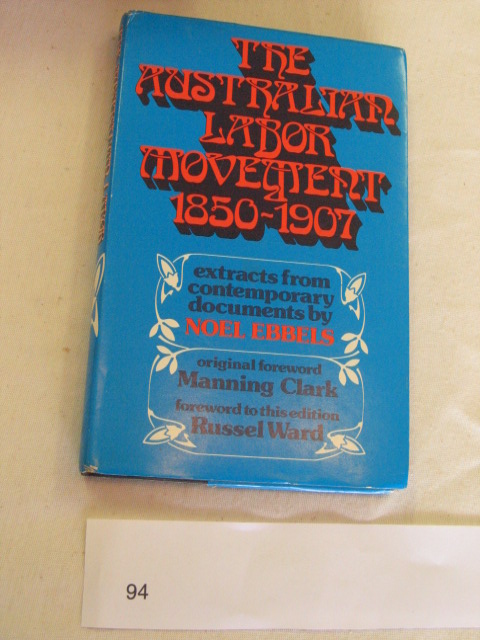 THE
AUSTRALIAN
LABOR
MOVEMENT
1850-1907
extracts from
contemporary
documents by
NOEL EBBELS
original foreword
Manning Clark
foreword to this edition
Russel Ward
94